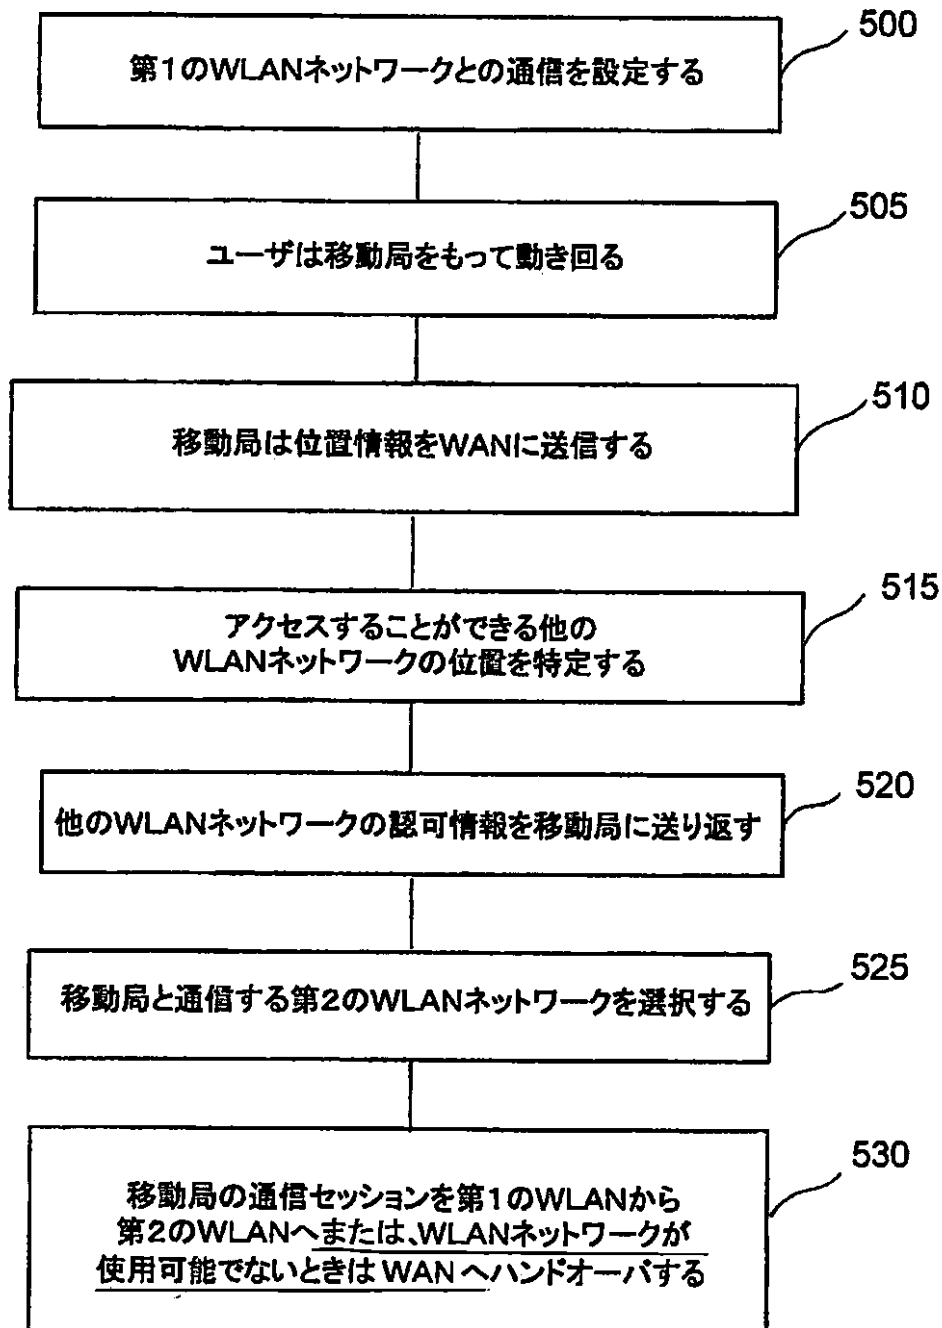 500
第1のWLANネットワークとの通信を設定する
505
ユーザは移動局をもって動き回る
510
移動局は位置情報をWANに送信する
515
アクセスすることができる他の
WLANネットワークの位置を特定する
520
他のWLANネットワークの認可情報を移動局に送り返す
525
移動局と通信する第2のWLANネットワークを選択する
530
移動局の通信セッションを第1のWLANから
第2のWLANへまたは、WLANネットワークが
使用可能でないときは WAN へハンドオーバする